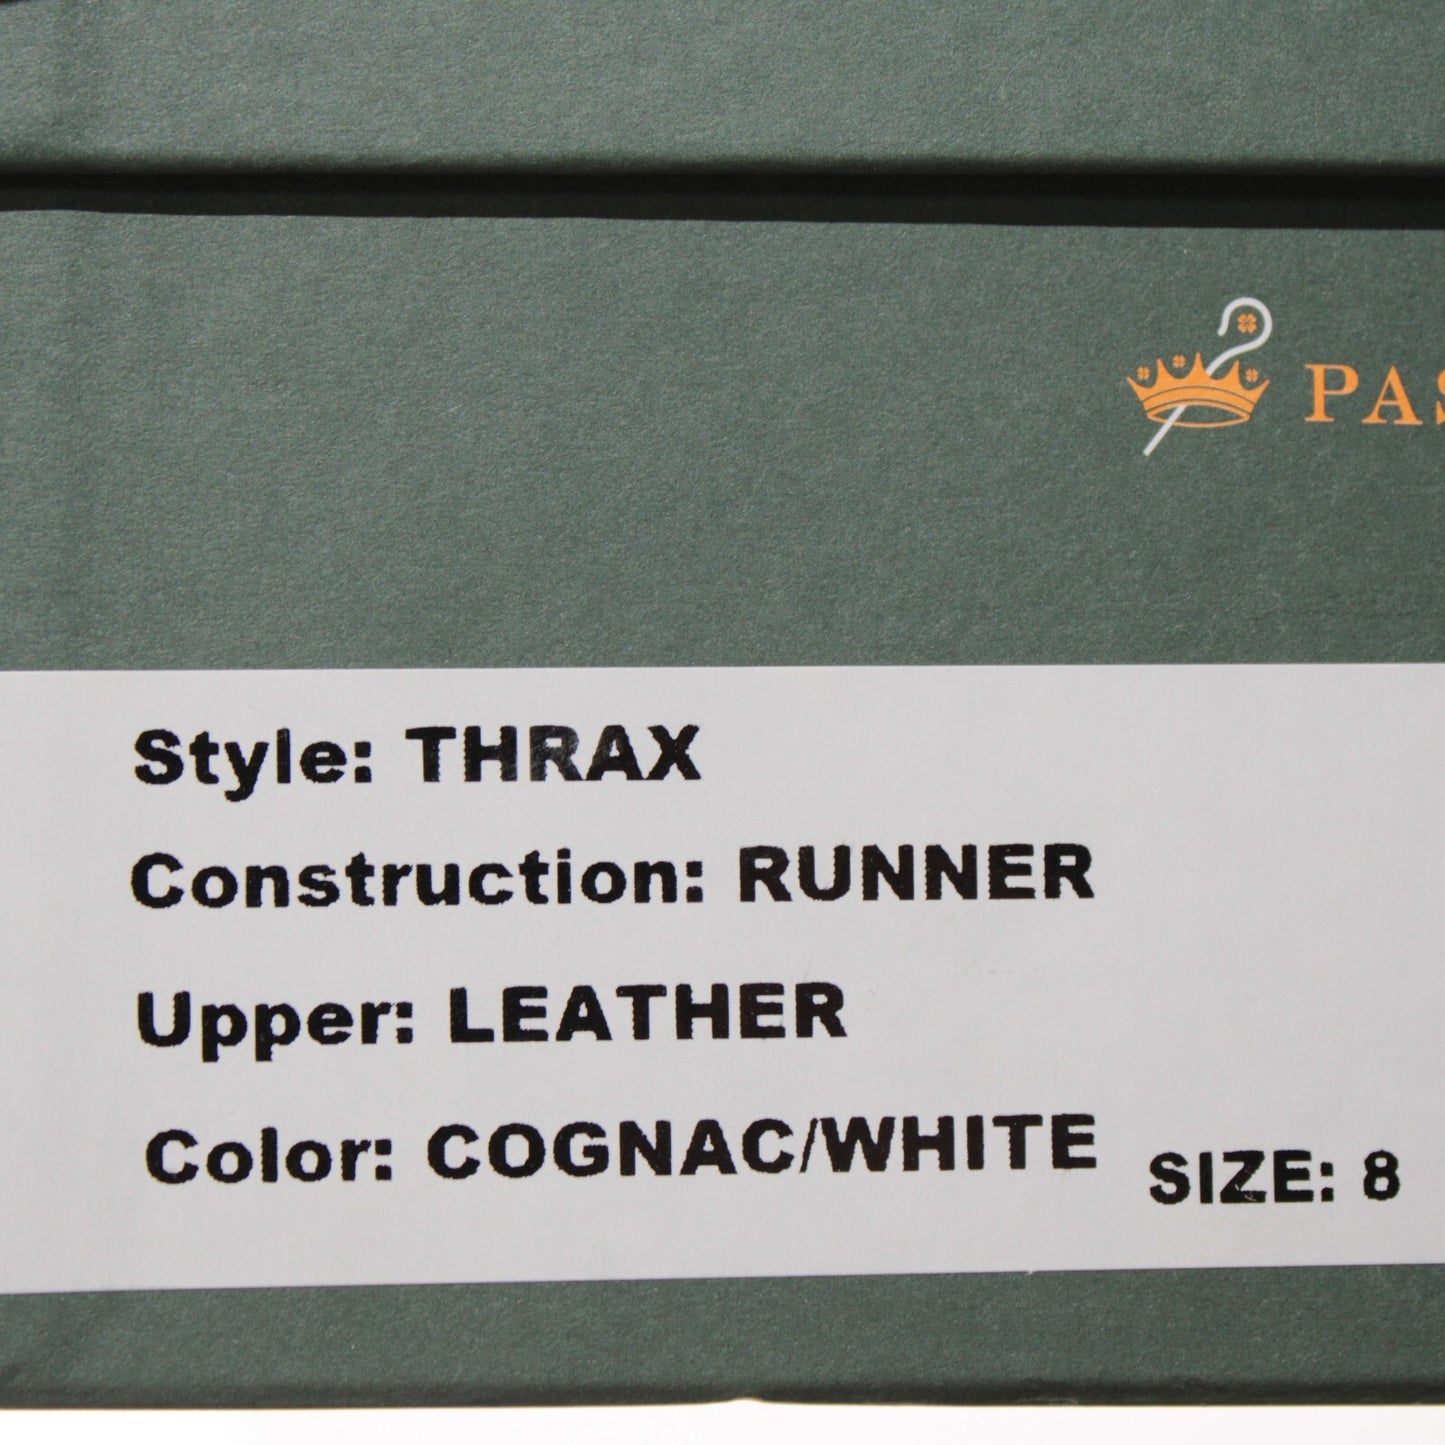 PAS
Style: THRAX
Construction: RUNNER
Upper: LEATHER
Color: COGNAC/WHITE
SIZE: 8